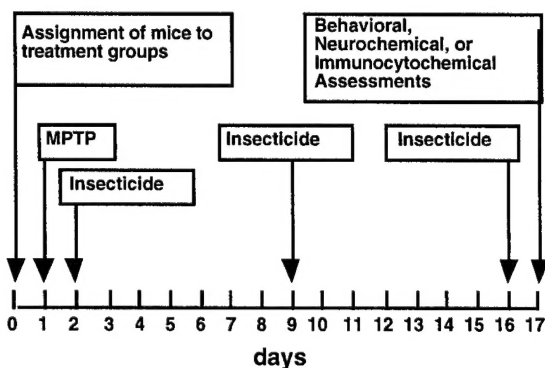 Assignment of mice to
treatment groups
Behavioral,
Neurochemical, or
Immunocytochemical
Assessments
MPTP
Insecticide
Insecticide
Insecticide
0 1 2 3 4 5 6 7 8 9 10 11 12 13 14 15 16 17
days